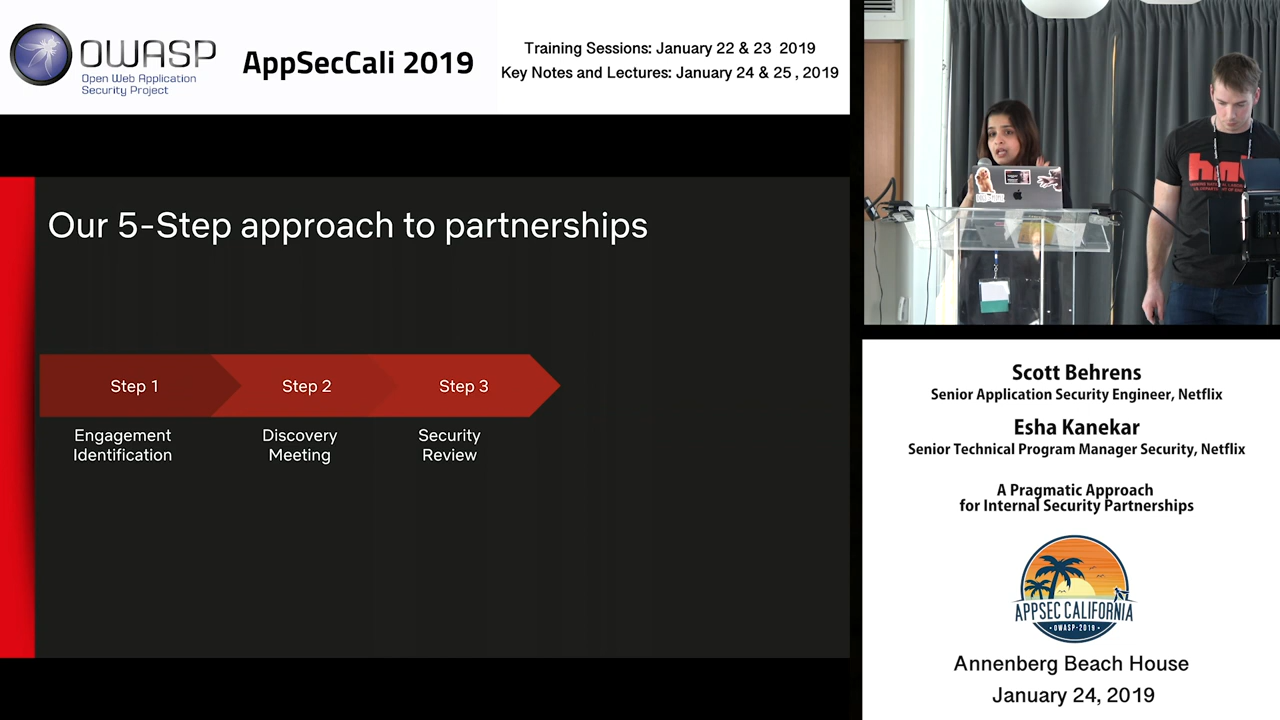 OWASP
Open Web Application
Security Project
AppSecCali 2019
Training Sessions: January 22 & 23 2019
Key Notes and Lectures: January 24 & 25 , 2019
Our 5-Step approach to partnerships
Step 1
Step 2
Step 3
Engagement
Identification
Discovery
Meeting
Security
Review
Scott Behrens
Senior Application Security Engineer, Netflix
Esha Kanekar
Senior Technical Program Manager Security, Netflix
A Pragmatic Approach
for Internal Security Partnerships
APPSEC CALIFORNIA
• OWASP-2019 •
Annenberg Beach House
January 24, 2019